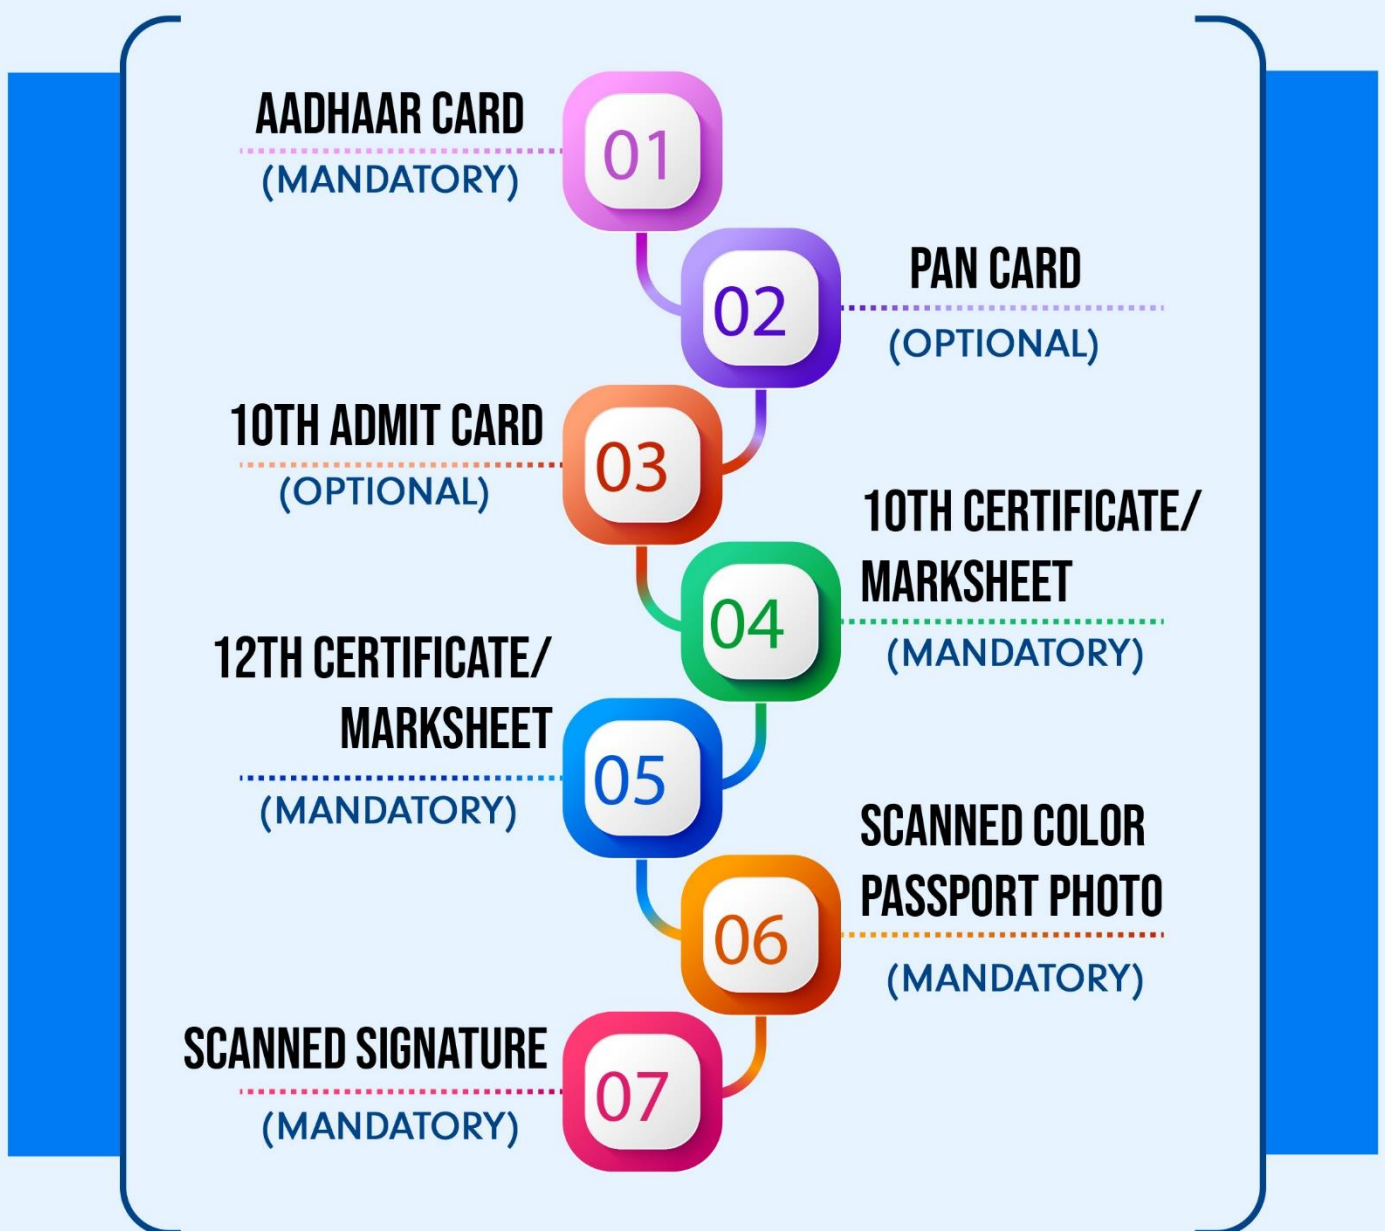 AADHAAR CARD
01
(MANDATORY)
PAN CARD
02
(OPTIONAL)
10TH ADMIT CARD
03
(OPTIONAL)
10TH CERTIFICATE/
MARKSHEET
04
(MANDATORY)
12TH CERTIFICATE/
MARKSHEET
05
(MANDATORY)
SCANNED COLOR
PASSPORT PHOTO
06
(MANDATORY)
SCANNED SIGNATURE
07
(MANDATORY)